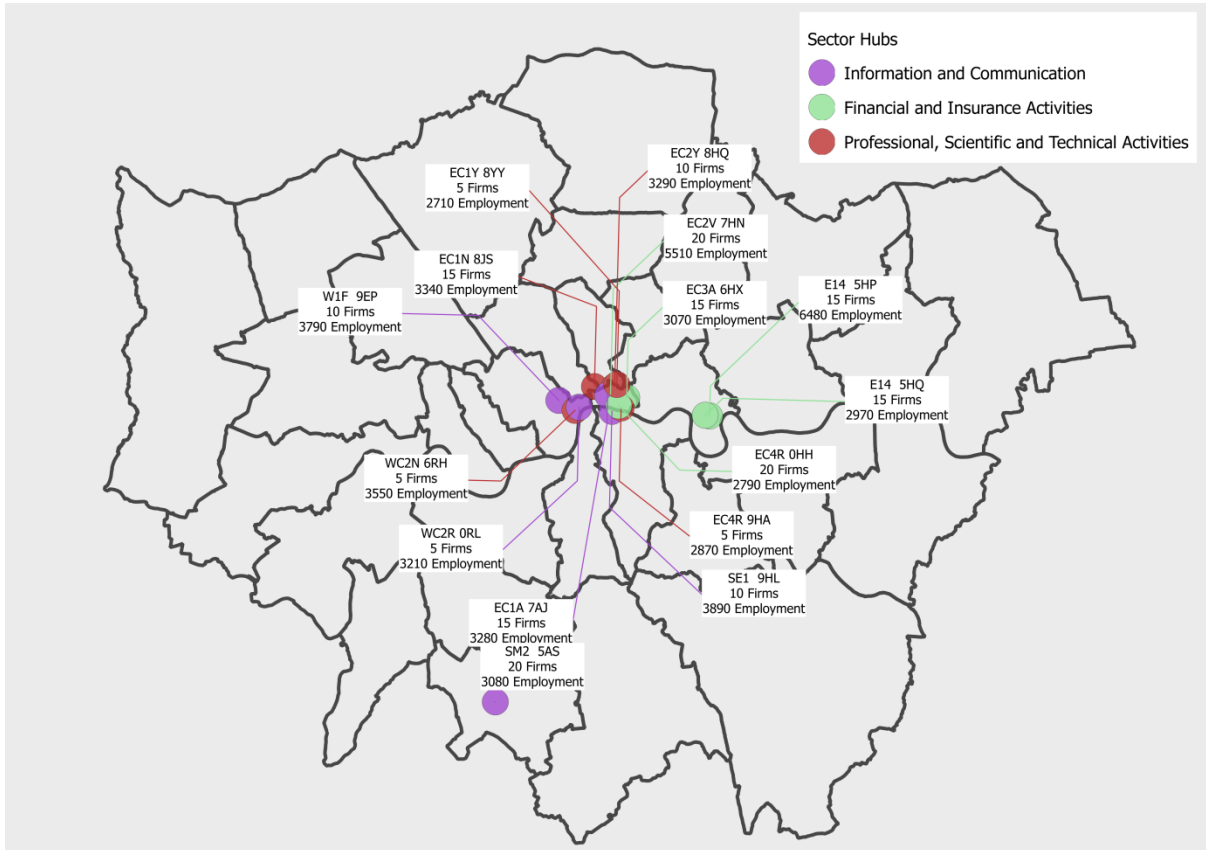 Sector Hubs
Information and Communication
Financial and Insurance Activities
Professional, Scientific and Technical Activities
EC2Y 8HQ
10 Firms
3290 Employment
EC1Y 8YY
5 Firms
2710 Employment
EC2V 7HN
20 Firms
5510 Employment
EC1N 8JS
15 Firms
3340 Employment
EC3A 6HX
15 Firms
3070 Employment
E14 5HP
15 Firms
6480 Employment
W1F 9EP
10 Firms
3790 Employment
E14 5HQ
15 Firms
2970 Employment
EC4R 0HH
20 Firms
2790 Employment
WC2N 6RH
5 Firms
3550 Employment
EC4R 9HA
5 Firms
2870 Employment
WC2R 0RL
5 Firms
3210 Employment
SE1 9HL
10 Firms
3890 Employment
EC1A 7AJ
15 Firms
3280 Employment
SM2 5AS
20 Firms
3080 Employment